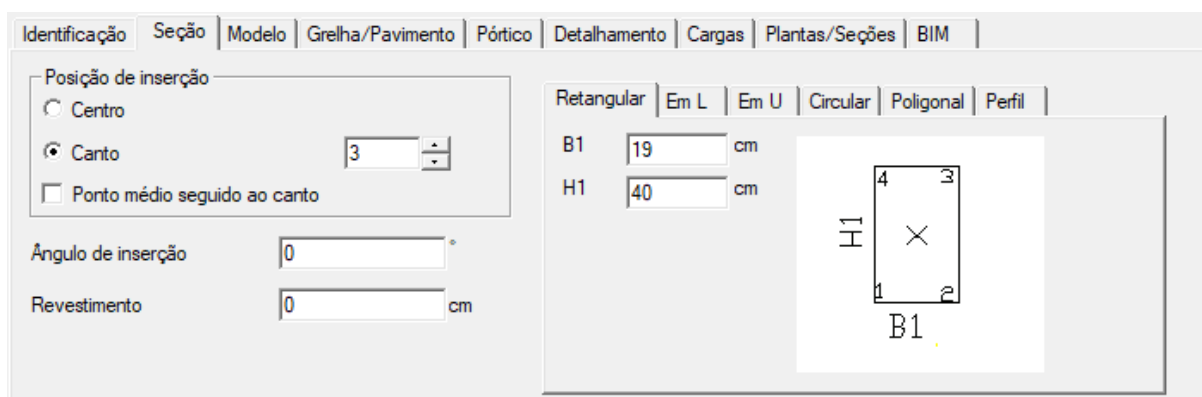 Identificação Seção Modelo Grelha/Pavimento Pórtico Detalhamento Cargas Plantas/Seções BIM
Posição de inserção
Centro
Canto 3
Ponto médio seguido ao canto
Ângulo de inserção 0 °
Revestimento 0 cm
Retangular Em L Em U Circular Poligonal Perfil
B1 19 cm
H1 40 cm
4 3
H1
1 2
B1